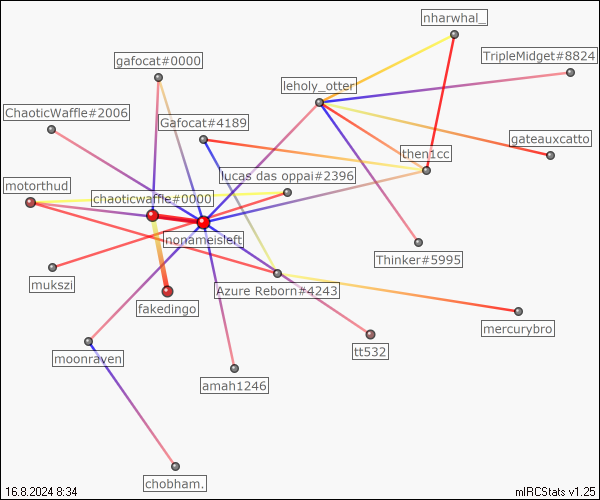 nharwhal_
gafocat#0000
TripleMidget#8824
leholy_otter
ChaoticWaffle#2006
Gafocat#4189
gateauxcatto
then1cc
lucas das oppai#2396
motorthud
chaoticwaffle#0000
nonameisleft
Thinker#5995
mukszi
Azure Reborn#4243
fakedingo
mercurybro
tt532
moonraven
amah1246
chobham.
16.8.2024 8:34
mIRCStats v1.25